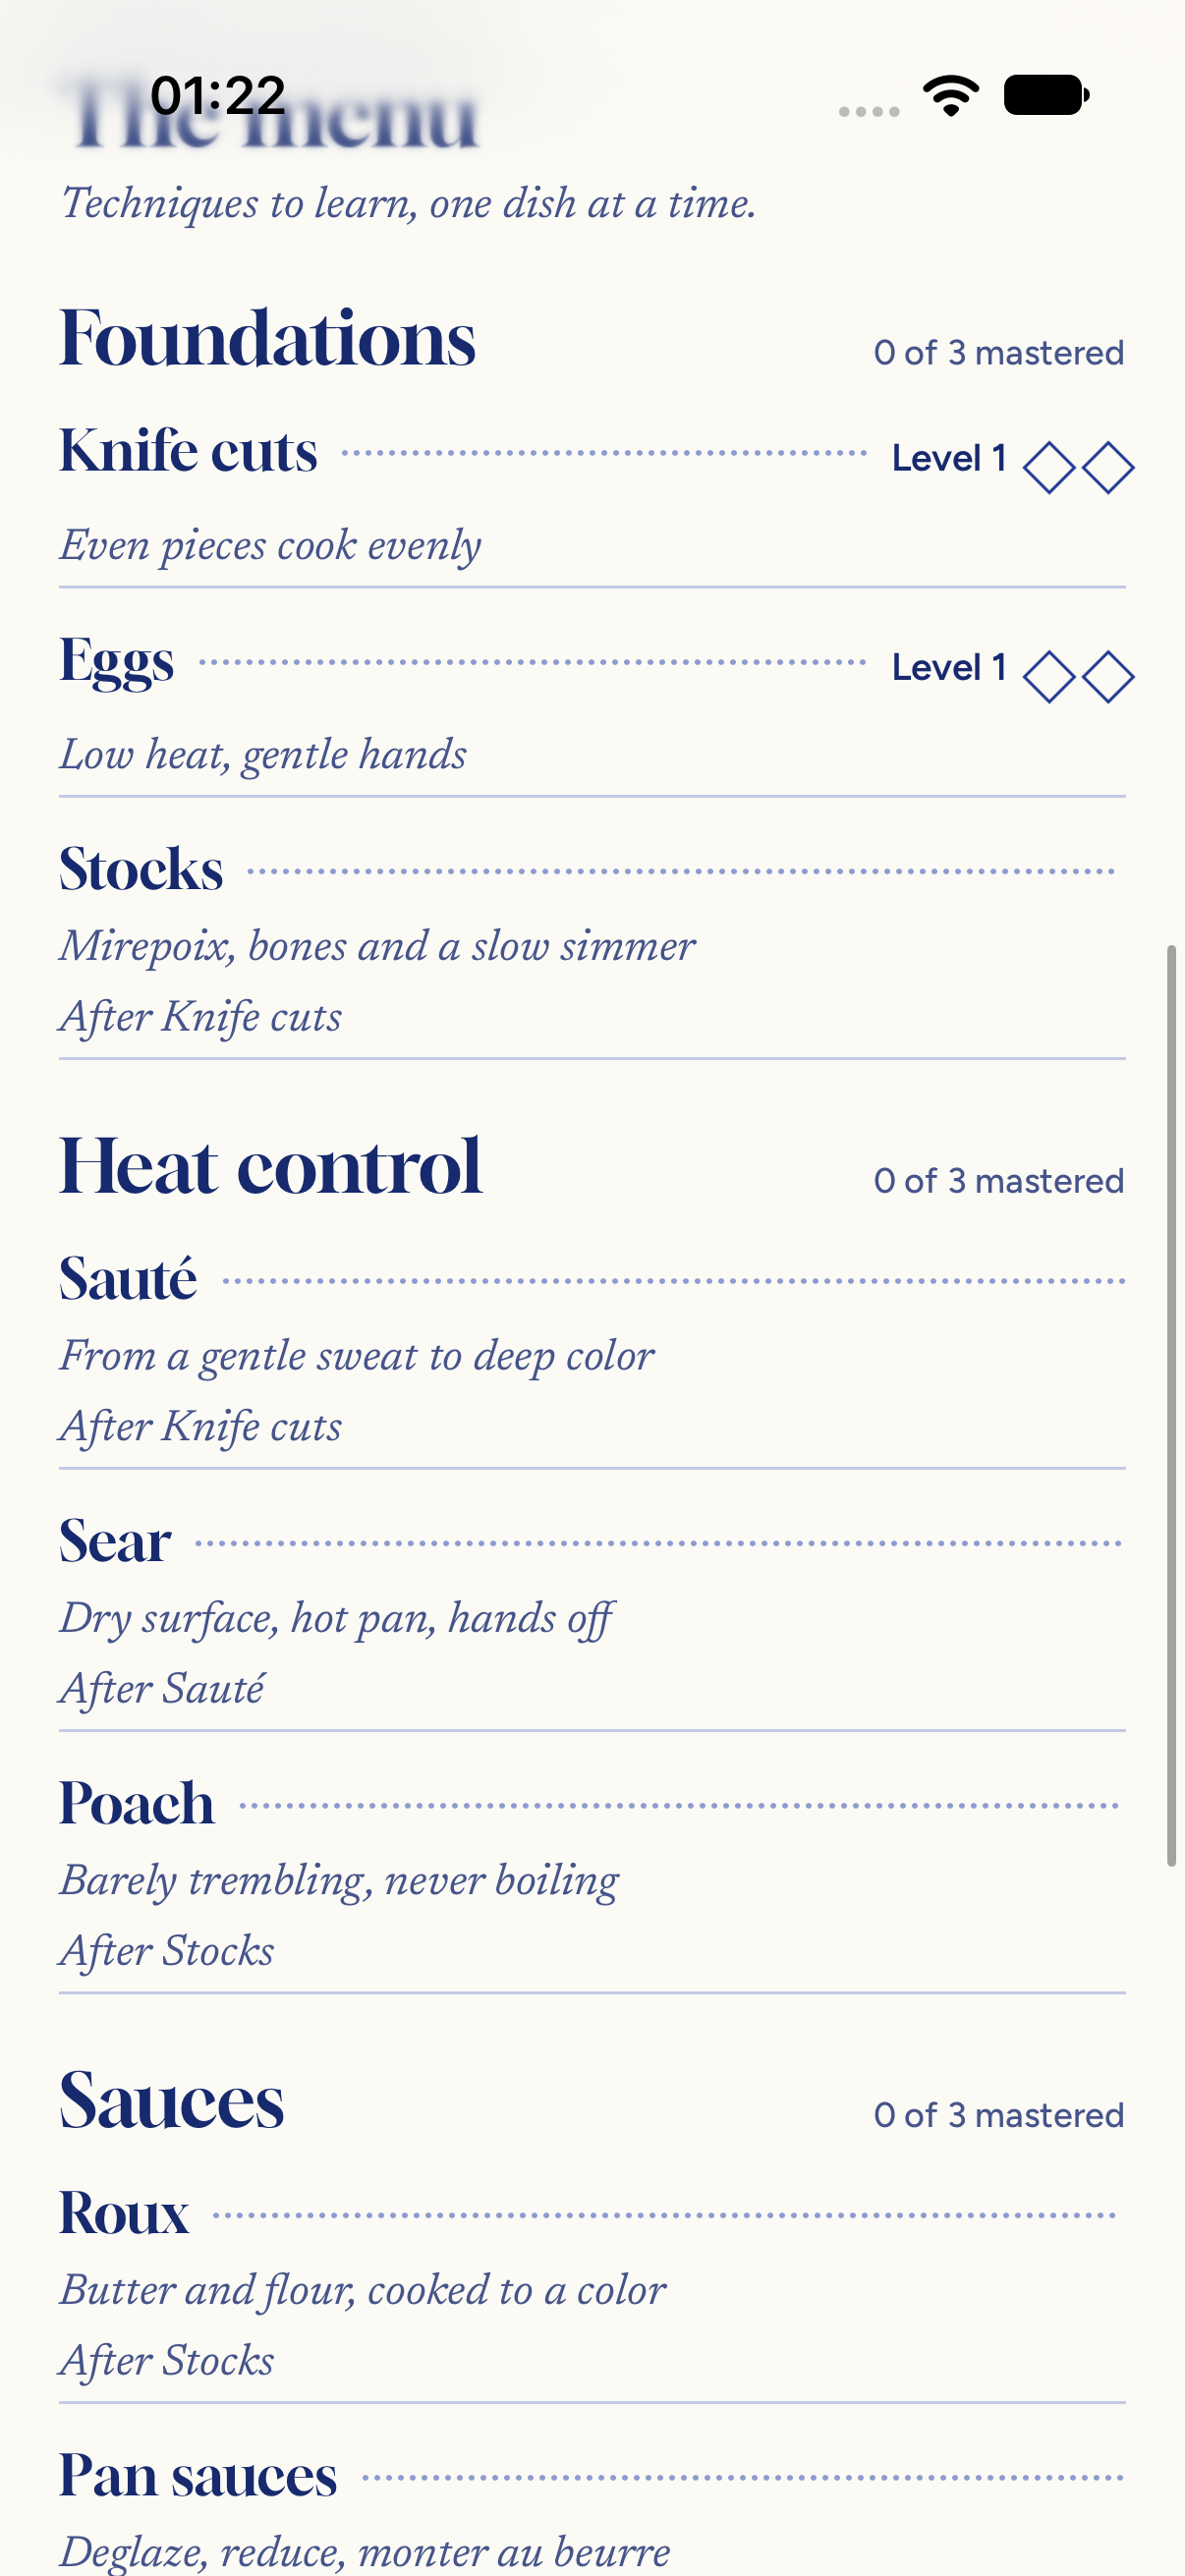 01:22
The menu
Techniques to learn, one dish at a time.
Foundations
0 of 3 mastered
Knife cuts
Level 1
Even pieces cook evenly
Eggs
Level 1
Low heat, gentle hands
Stocks
Mirepoix, bones and a slow simmer
After Knife cuts
Heat control
0 of 3 mastered
Sauté
From a gentle sweat to deep color
After Knife cuts
Sear
Dry surface, hot pan, hands off
After Sauté
Poach
Barely trembling, never boiling
After Stocks
Sauces
0 of 3 mastered
Roux
Butter and flour, cooked to a color
After Stocks
Pan sauces
Deglaze, reduce, monter au beurre